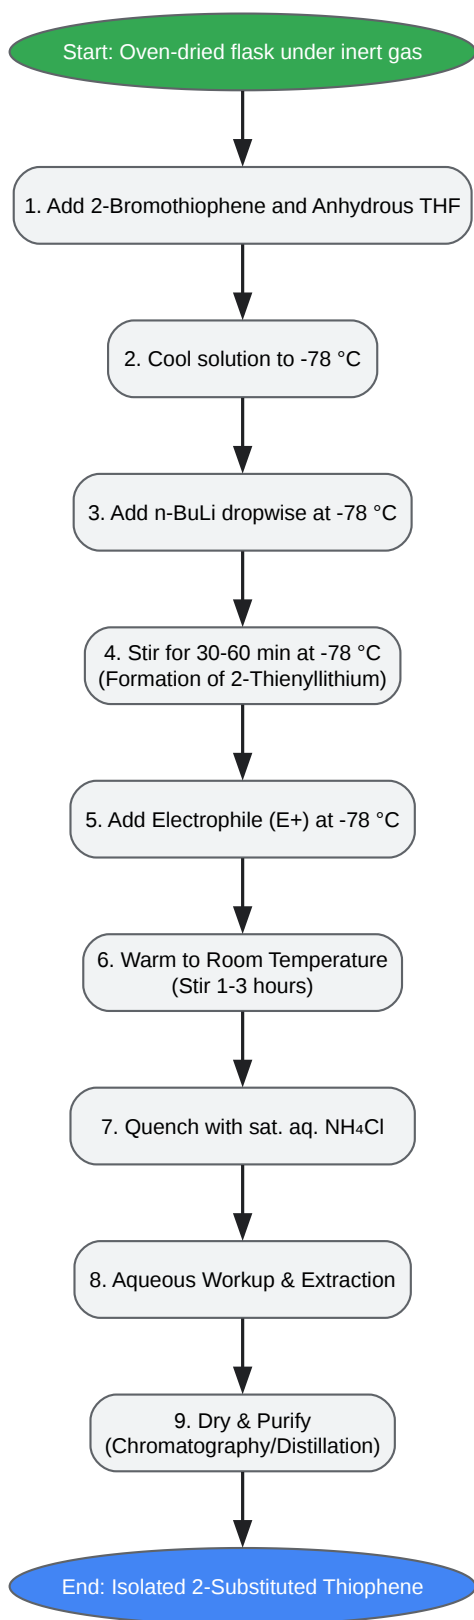 Start: Oven-dried flask under inert gas
1. Add 2-Bromothiophene and Anhydrous THF
2. Cool solution to -78 °C
3. Add n-BuLi dropwise at -78 °C
4. Stir for 30-60 min at -78 °C
(Formation of 2-Thienyllithium)
5. Add Electrophile (E+) at -78 °C
6. Warm to Room Temperature
(Stir 1-3 hours)
7. Quench with sat. aq. NH₄Cl
8. Aqueous Workup & Extraction
9. Dry & Purify
(Chromatography/Distillation)
End: Isolated 2-Substituted Thiophene